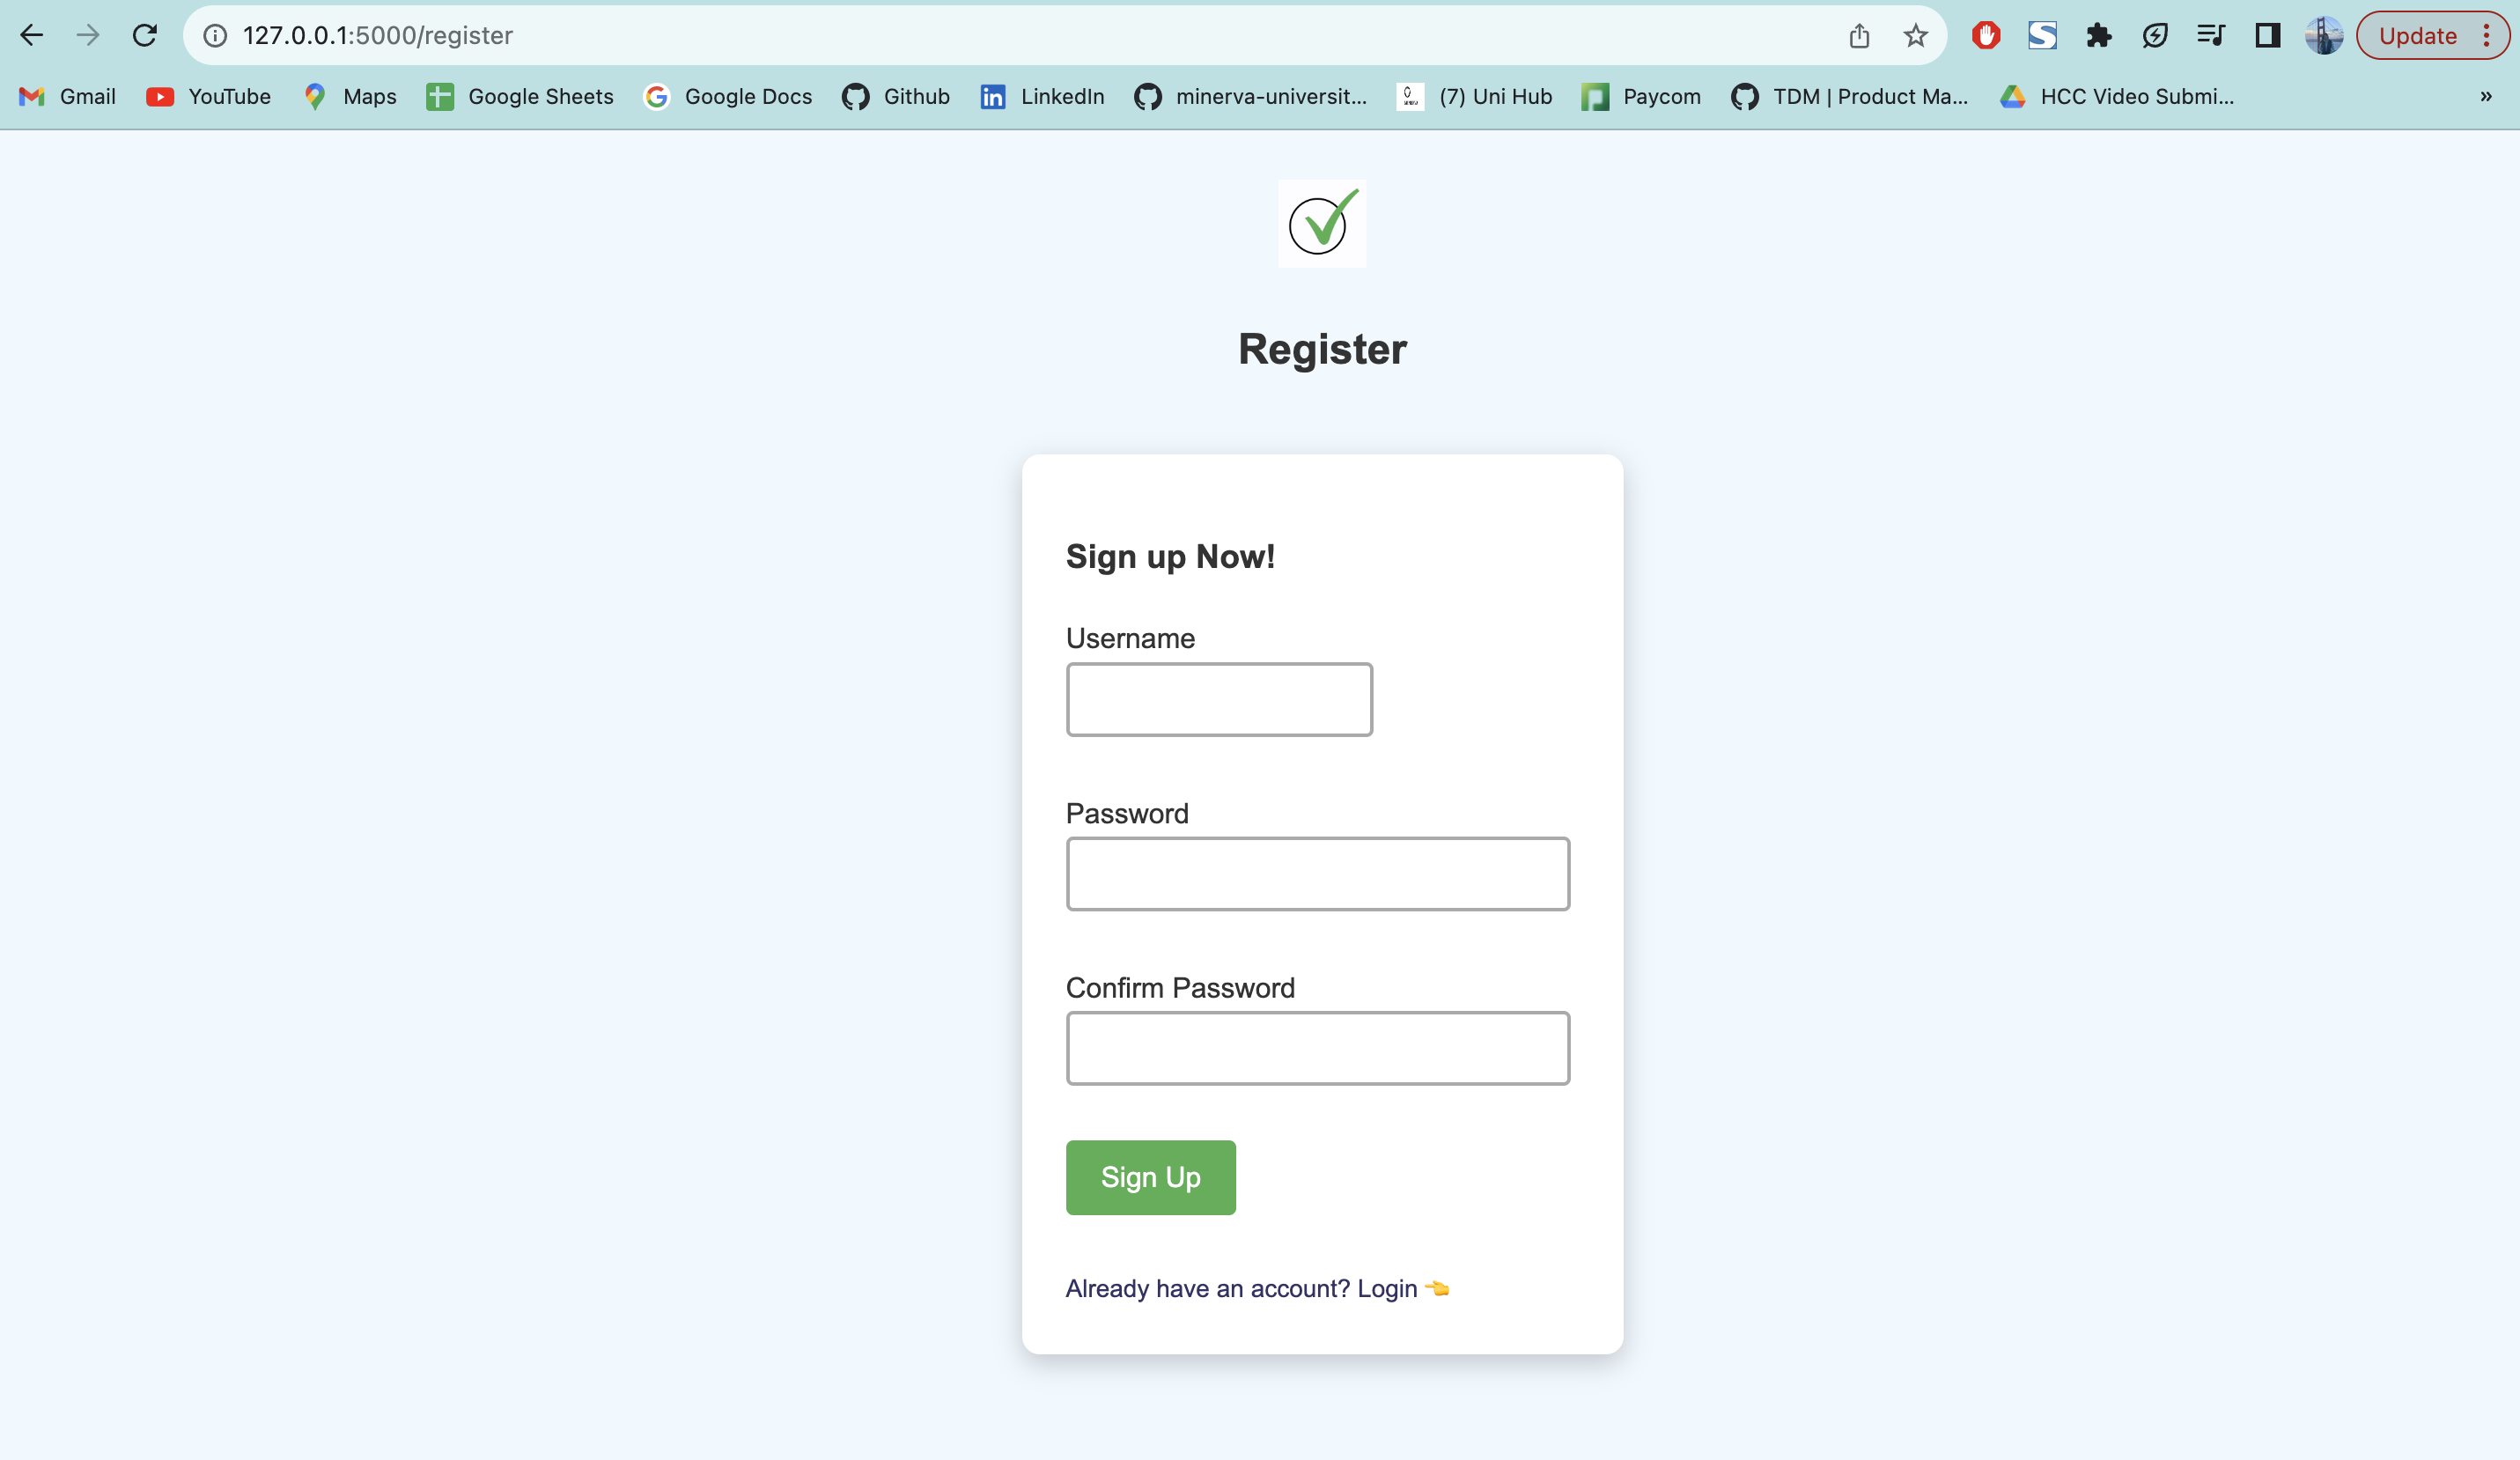 127.0.0.1:5000/register
Update
Gmail YouTube Maps Google Sheets Google Docs Github LinkedIn minerva-universit... (7) Uni Hub Paycom TDM | Product Ma... HCC Video Submi... »
Register
Sign up Now!
Username
Password
Confirm Password
Sign Up
Already have an account? Login 👈